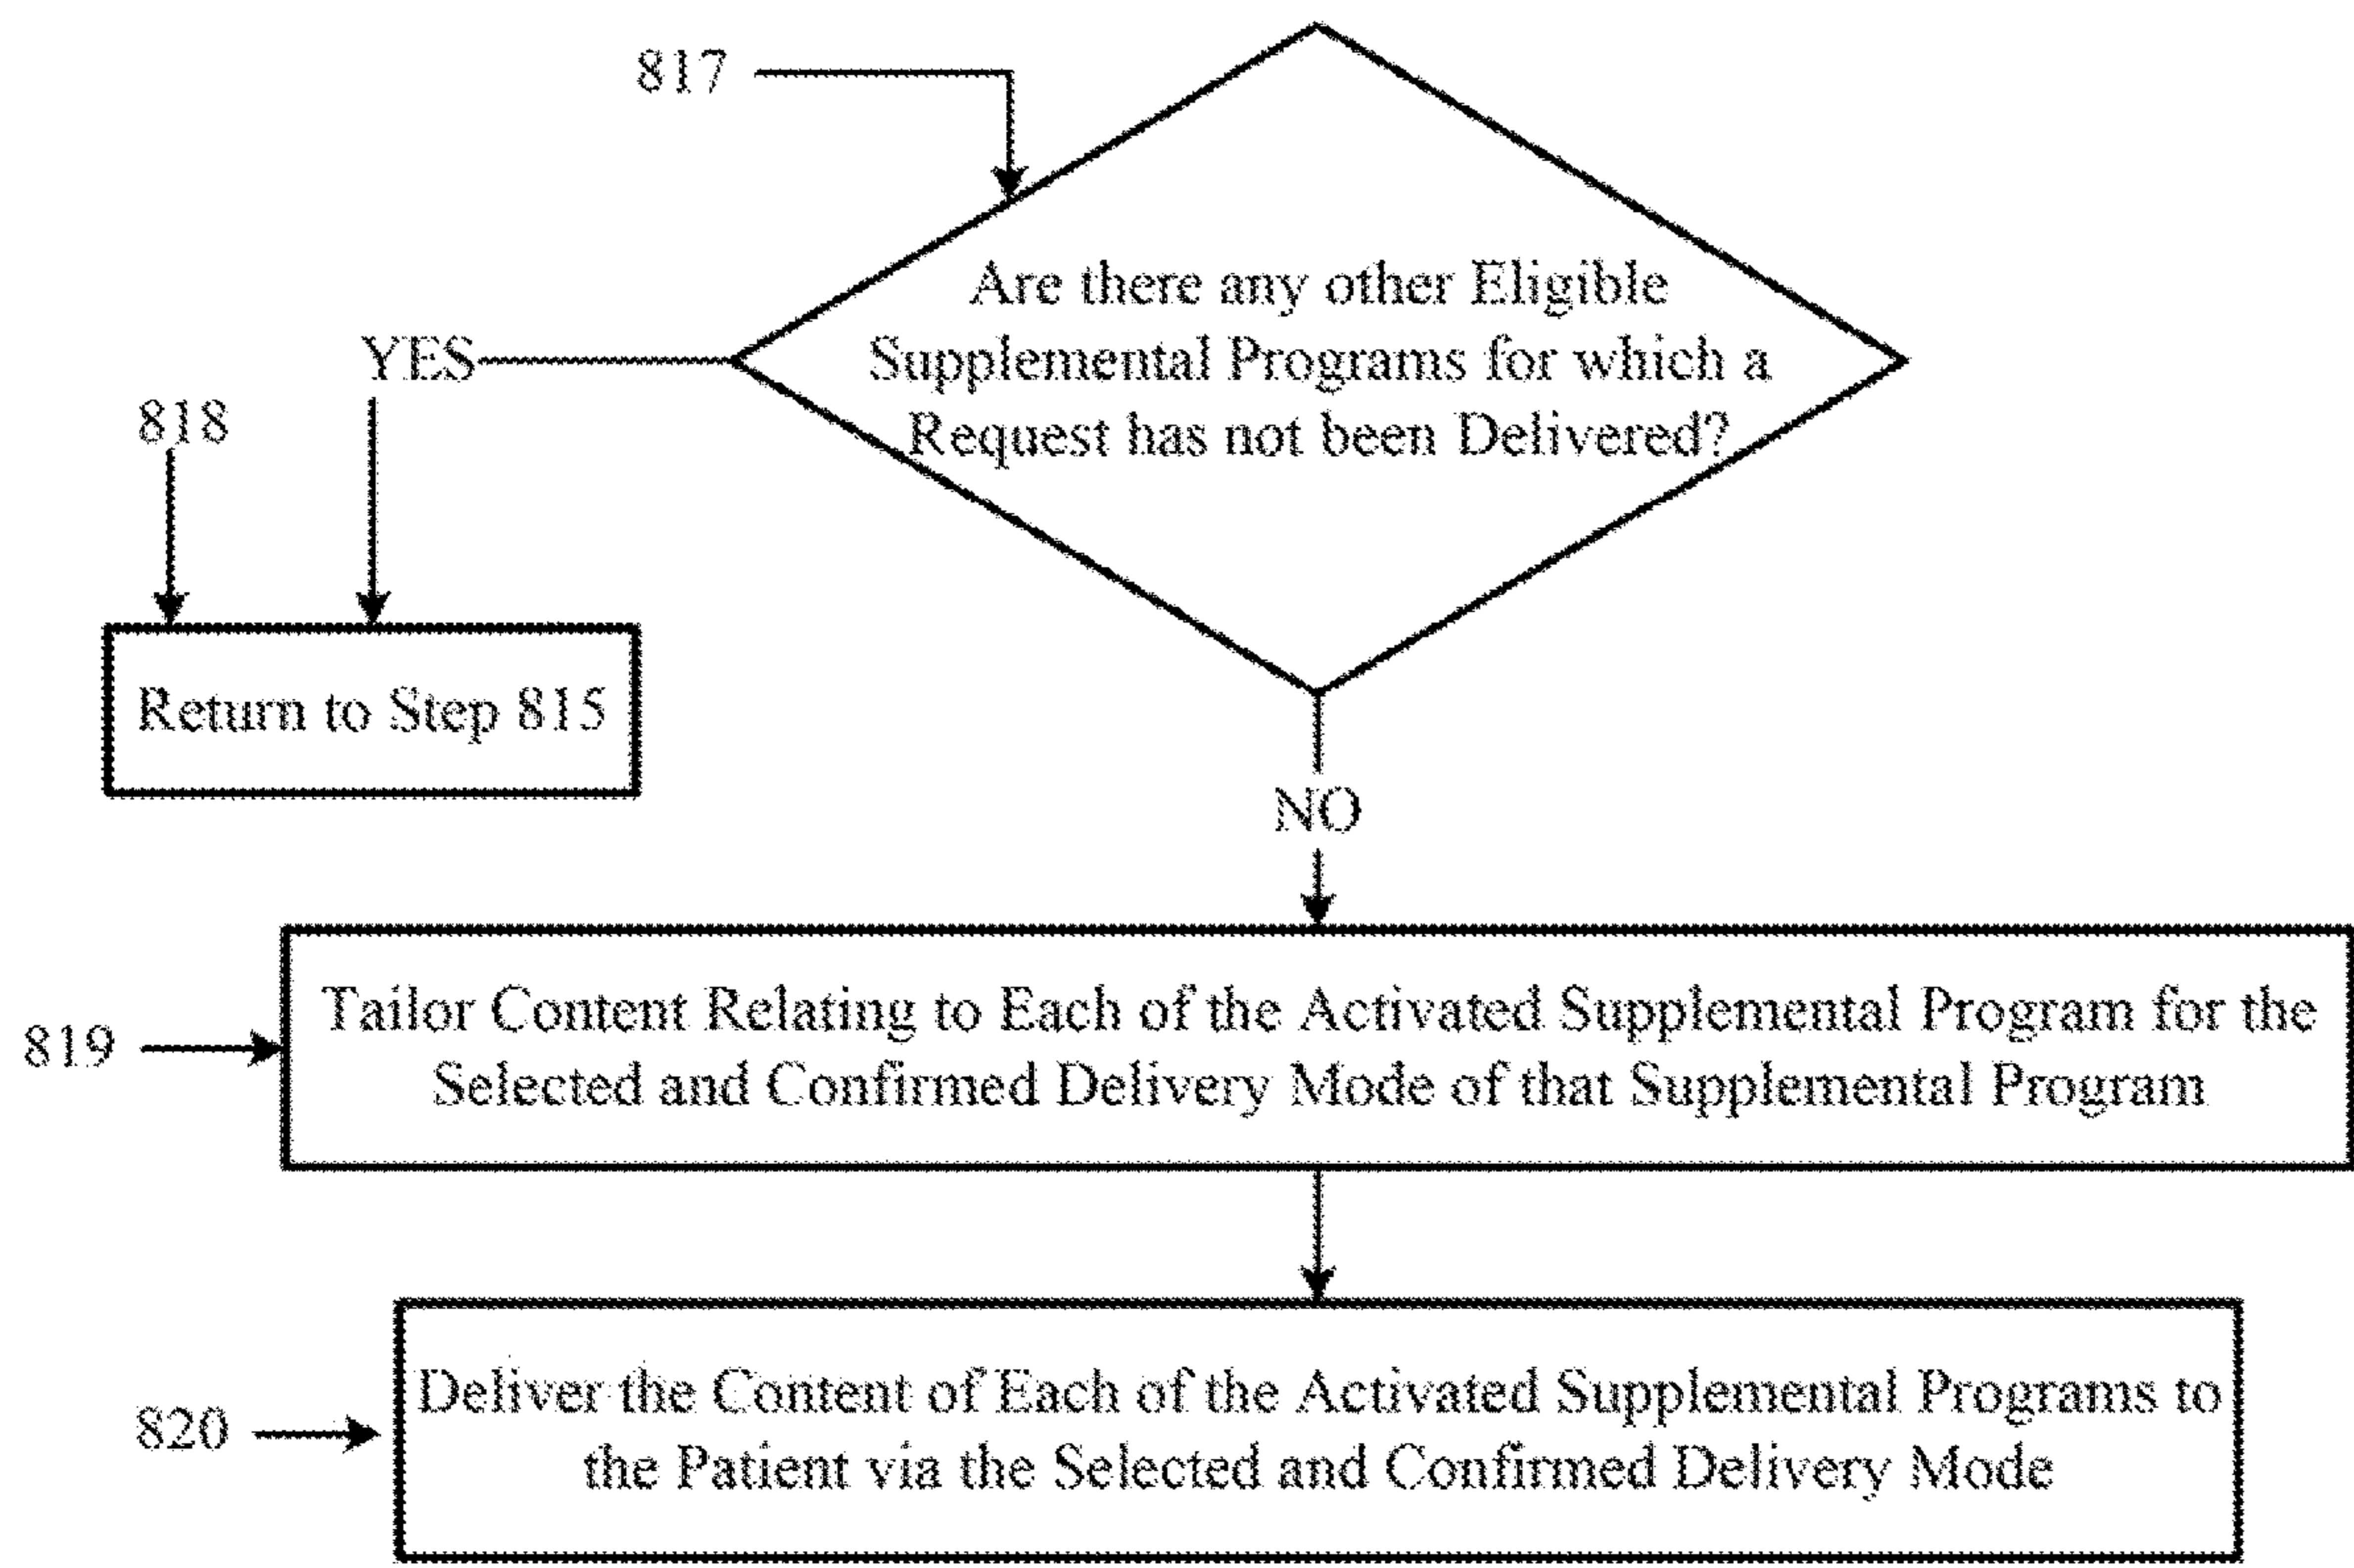 817
Are there any other Eligible
Supplemental Programs for which a
Request has not been Delivered?
YES
818
Return to Step 815
NO
819
Tailor Content Relating to Each of the Activated Supplemental Program for the
Selected and Confirmed Delivery Mode of that Supplemental Program
820
Deliver the Content of Each of the Activated Supplemental Programs to
the Patient via the Selected and Confirmed Delivery Mode